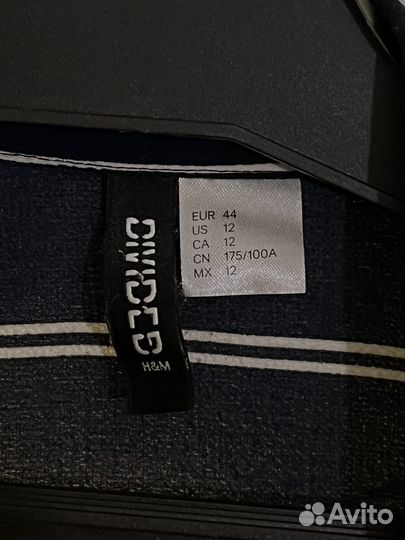 DIVIDED
H&M
EUR 44
US 12
CA 12
CN 175/100A
MX 12
Avito